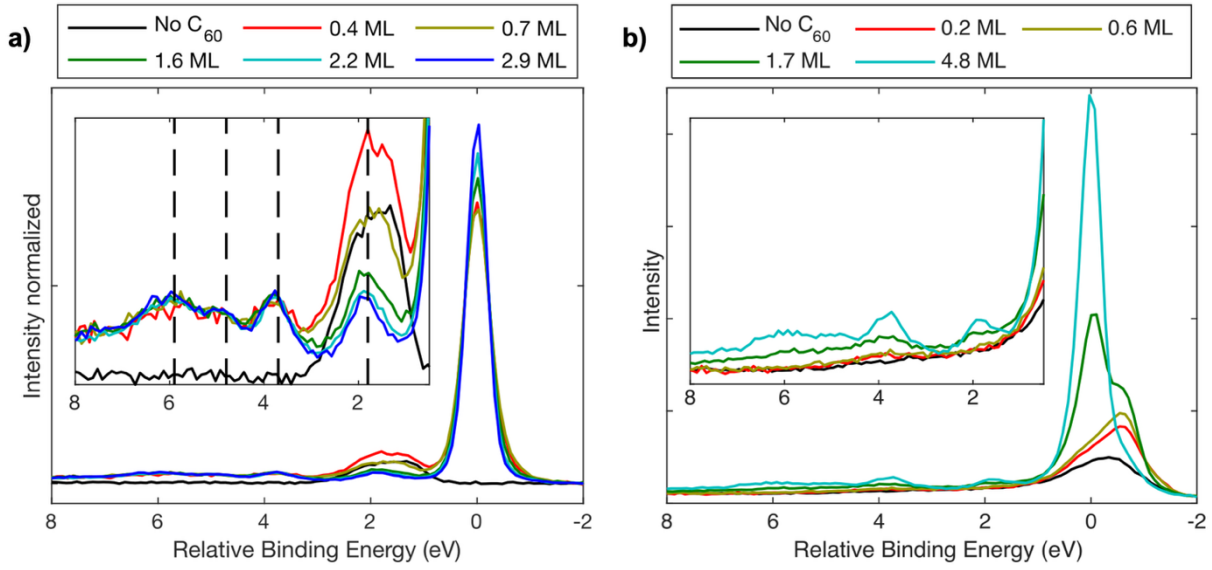 a)
No C60 0.4 ML 0.7 ML
1.6 ML 2.2 ML 2.9 ML
Intensity normalized
8 6 4 2
8 6 4 2 0 -2
Relative Binding Energy (eV)
b)
No C60 0.2 ML 0.6 ML
1.7 ML 4.8 ML
Intensity
8 6 4 2
8 6 4 2 0 -2
Relative Binding Energy (eV)